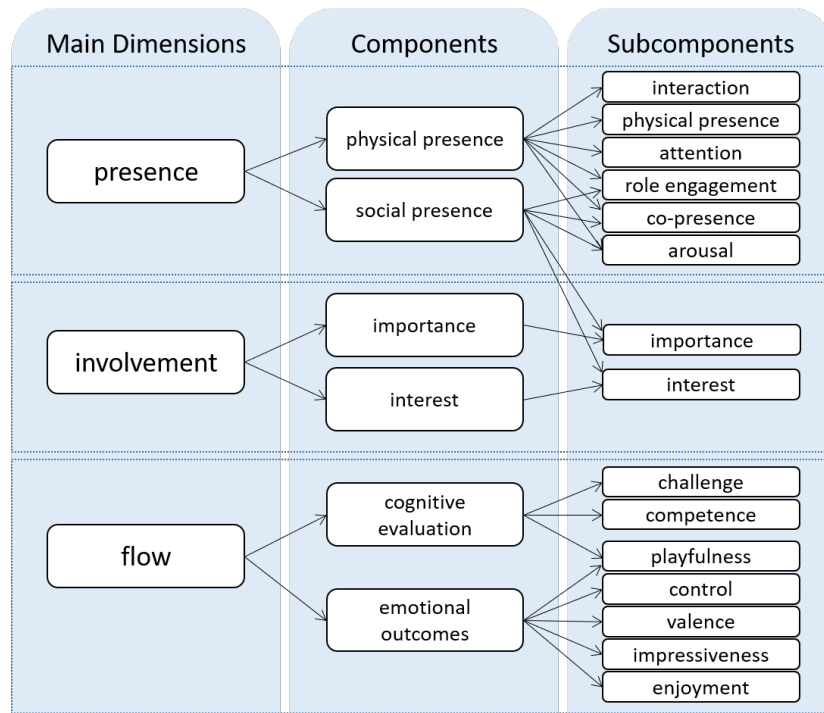 Main Dimensions
Components
Subcomponents
presence
physical presence
social presence
interaction
physical presence
attention
role engagement
co-presence
arousal
involvement
importance
interest
importance
interest
flow
cognitive
evaluation
emotional
outcomes
challenge
competence
playfulness
control
valence
impressiveness
enjoyment